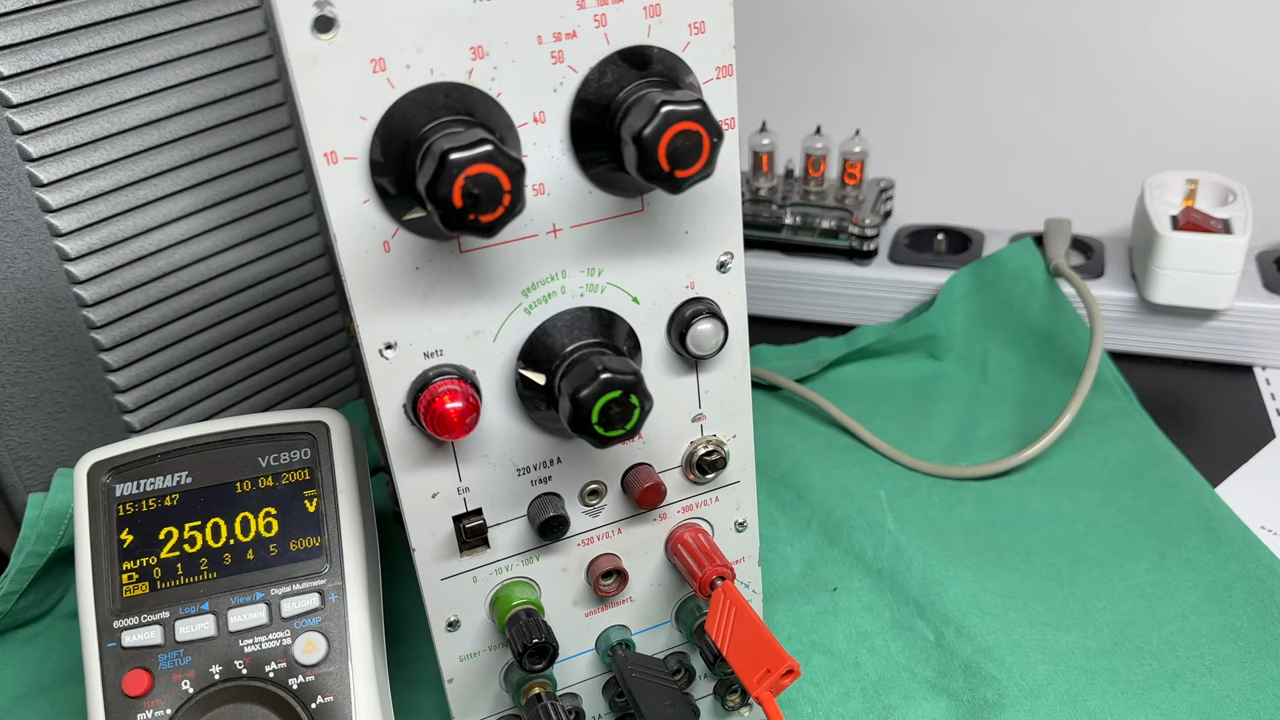 50...100 mA
50
100
150
0...50 mA
50
200
250
20
30
40
50
10
0
+
gedrückt 0...-10 V
gezogen 0...-100 V
+U
Netz
Ein
220 V/0,8 A
träge
0...-10 V/-100 V
+520 V/0,1 A
+50...+300 V/0,1 A
unstabilisiert
1 0 8
VOLTCRAFT®
VC890
15:15:47
10.04.2001
250.06
V
AUTO
0 1 2 3 4 5 600V
APO
60000 Counts
Log/◀
View/▶
Digital Multimeter
RANGE
REL/PC
MAX/MIN
S/LIGHT
+
-
Low imp.400kΩ
MAX 1000V 3S
COMP
SHIFT
/SETUP
Ω
°C
µA
mA
A
mV